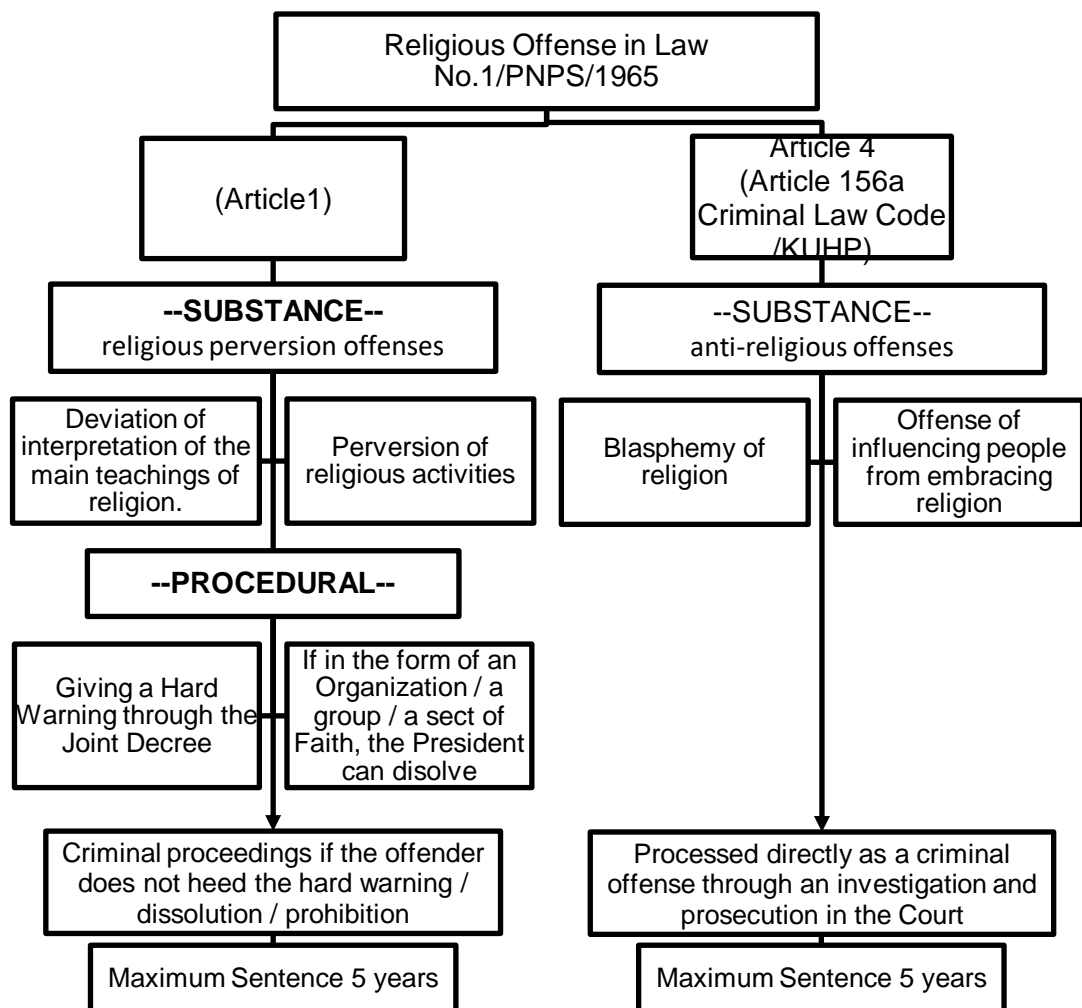 Religious Offense in Law
No.1/PNPS/1965
(Article1)
Article 4
(Article 156a
Criminal Law Code
/KUHP)
--SUBSTANCE--
religious perversion offenses
--SUBSTANCE--
anti-religious offenses
Deviation of
interpretation of the
main teachings of
religion.
Perversion of
religious activities
Blasphemy of
religion
Offense of
influencing people
from embracing
religion
--PROCEDURAL--
Giving a Hard
Warning through the
Joint Decree
If in the form of an
Organization / a
group / a sect of
Faith, the President
can disolve
Criminal proceedings if the offender
does not heed the hard warning /
dissolution / prohibition
Processed directly as a criminal
offense through an investigation and
prosecution in the Court
Maximum Sentence 5 years
Maximum Sentence 5 years